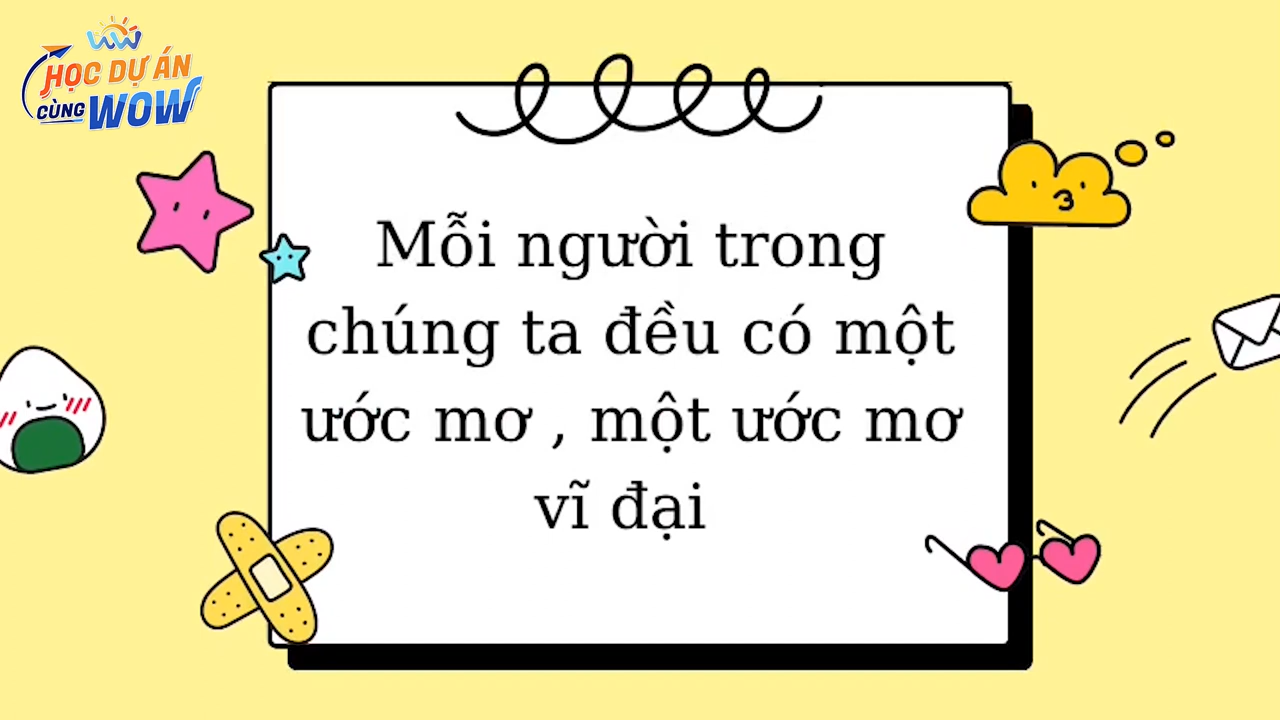 HỌC DỰ ÁN
CÙNG WOW
Mỗi người trong
chúng ta đều có một
ước mơ , một ước mơ
vĩ đại